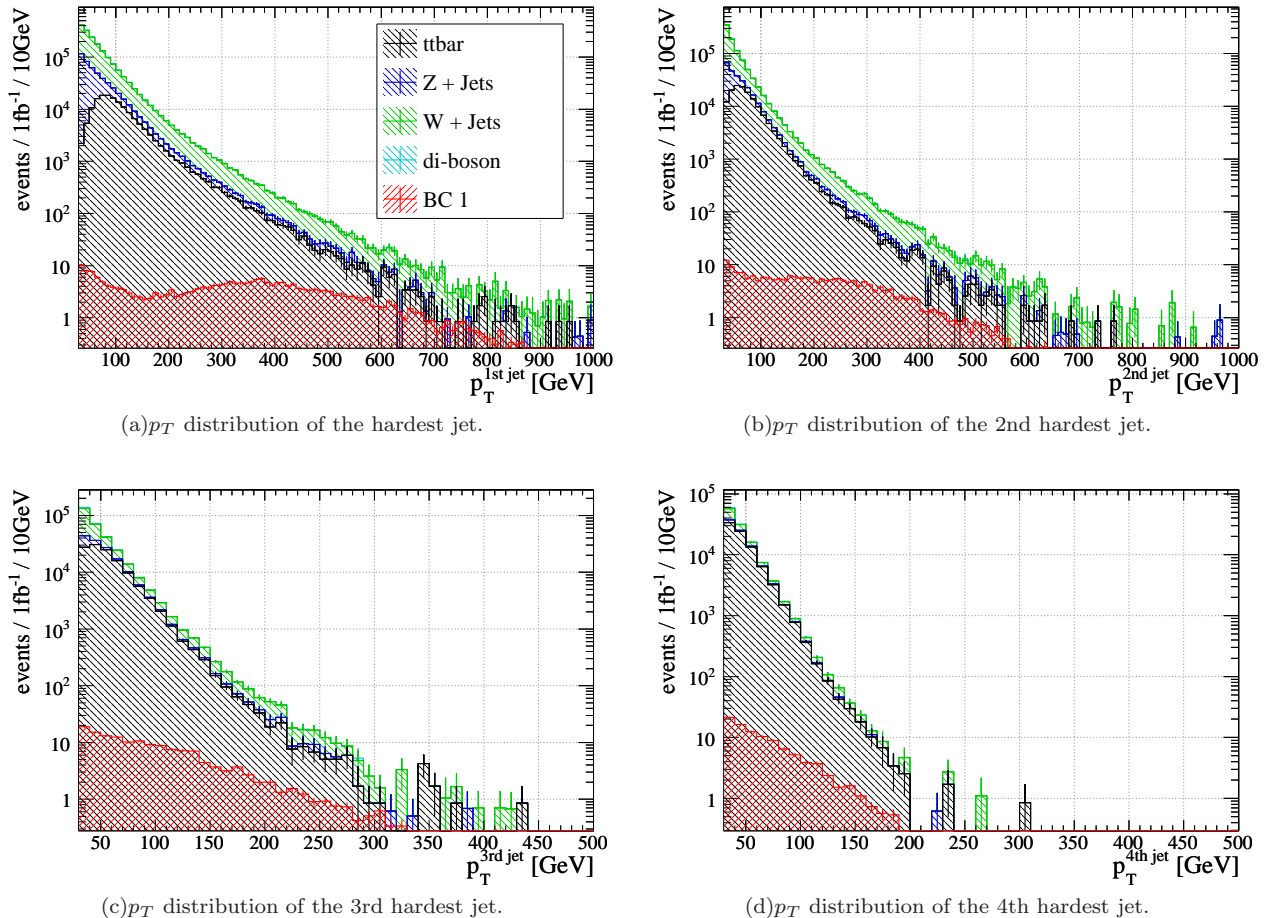 events / 1fb⁻¹ / 10GeV
10⁵
10⁴
10³
10²
10
1
ttbar
Z + Jets
W + Jets
di-boson
BC 1
100 200 300 400 500 600 700 800 900 1000
p_T^1st jet [GeV]
(a)p_T distribution of the hardest jet.
events / 1fb⁻¹ / 10GeV
10⁵
10⁴
10³
10²
10
1
100 200 300 400 500 600 700 800 900 1000
p_T^2nd jet [GeV]
(b)p_T distribution of the 2nd hardest jet.
events / 1fb⁻¹ / 10GeV
10⁵
10⁴
10³
10²
10
1
50 100 150 200 250 300 350 400 450 500
p_T^3rd jet [GeV]
(c)p_T distribution of the 3rd hardest jet.
events / 1fb⁻¹ / 10GeV
10⁵
10⁴
10³
10²
10
1
50 100 150 200 250 300 350 400 450 500
p_T^4th jet [GeV]
(d)p_T distribution of the 4th hardest jet.